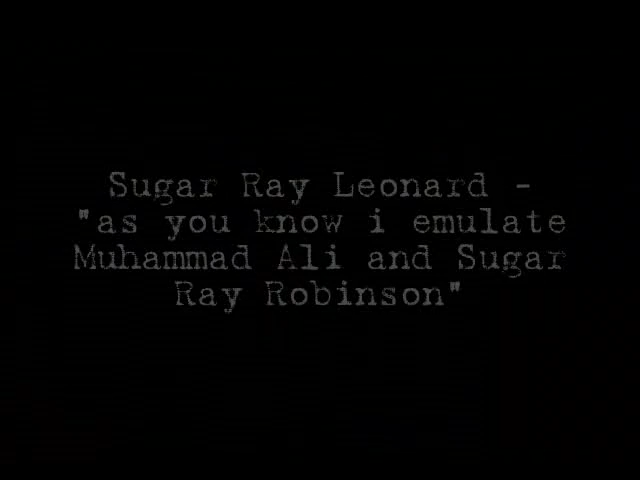 Sugar Ray Leonard -
"as you know i emulate
Muhammad Ali and Sugar
Ray Robinson"